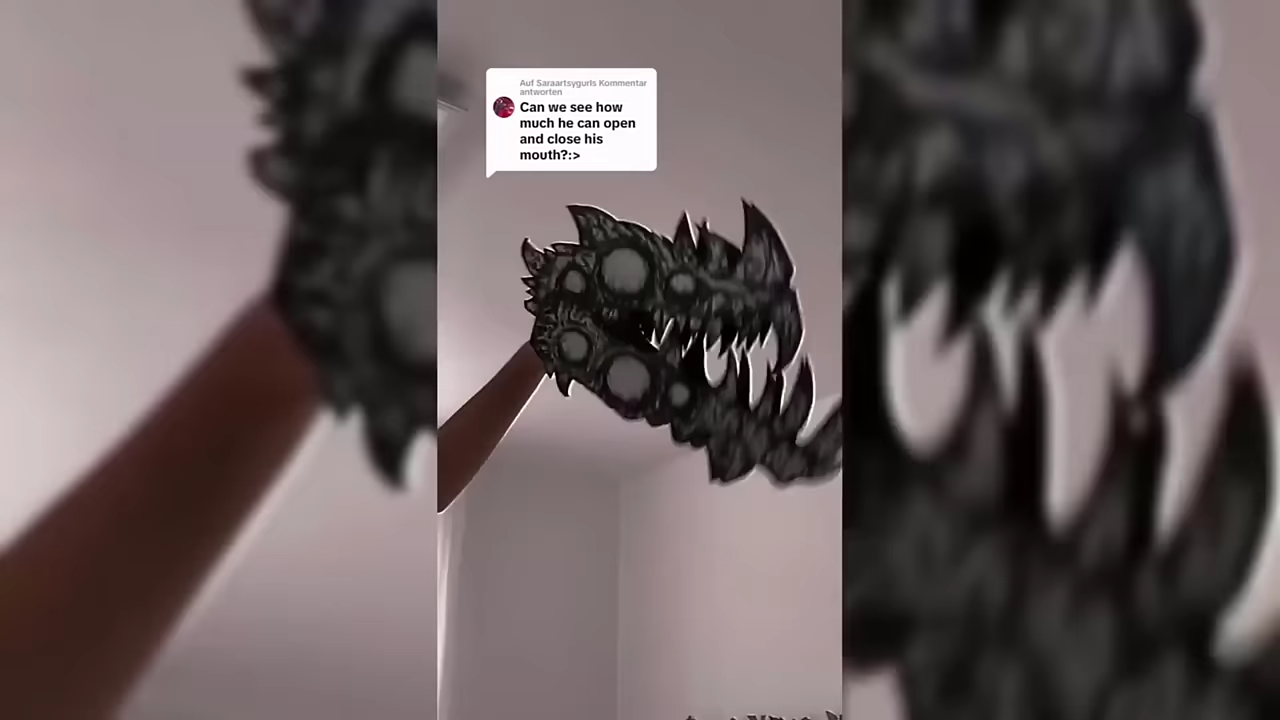 Auf Saraartsygurls Kommentar
antworten
Can we see how
much he can open
and close his
mouth?:>